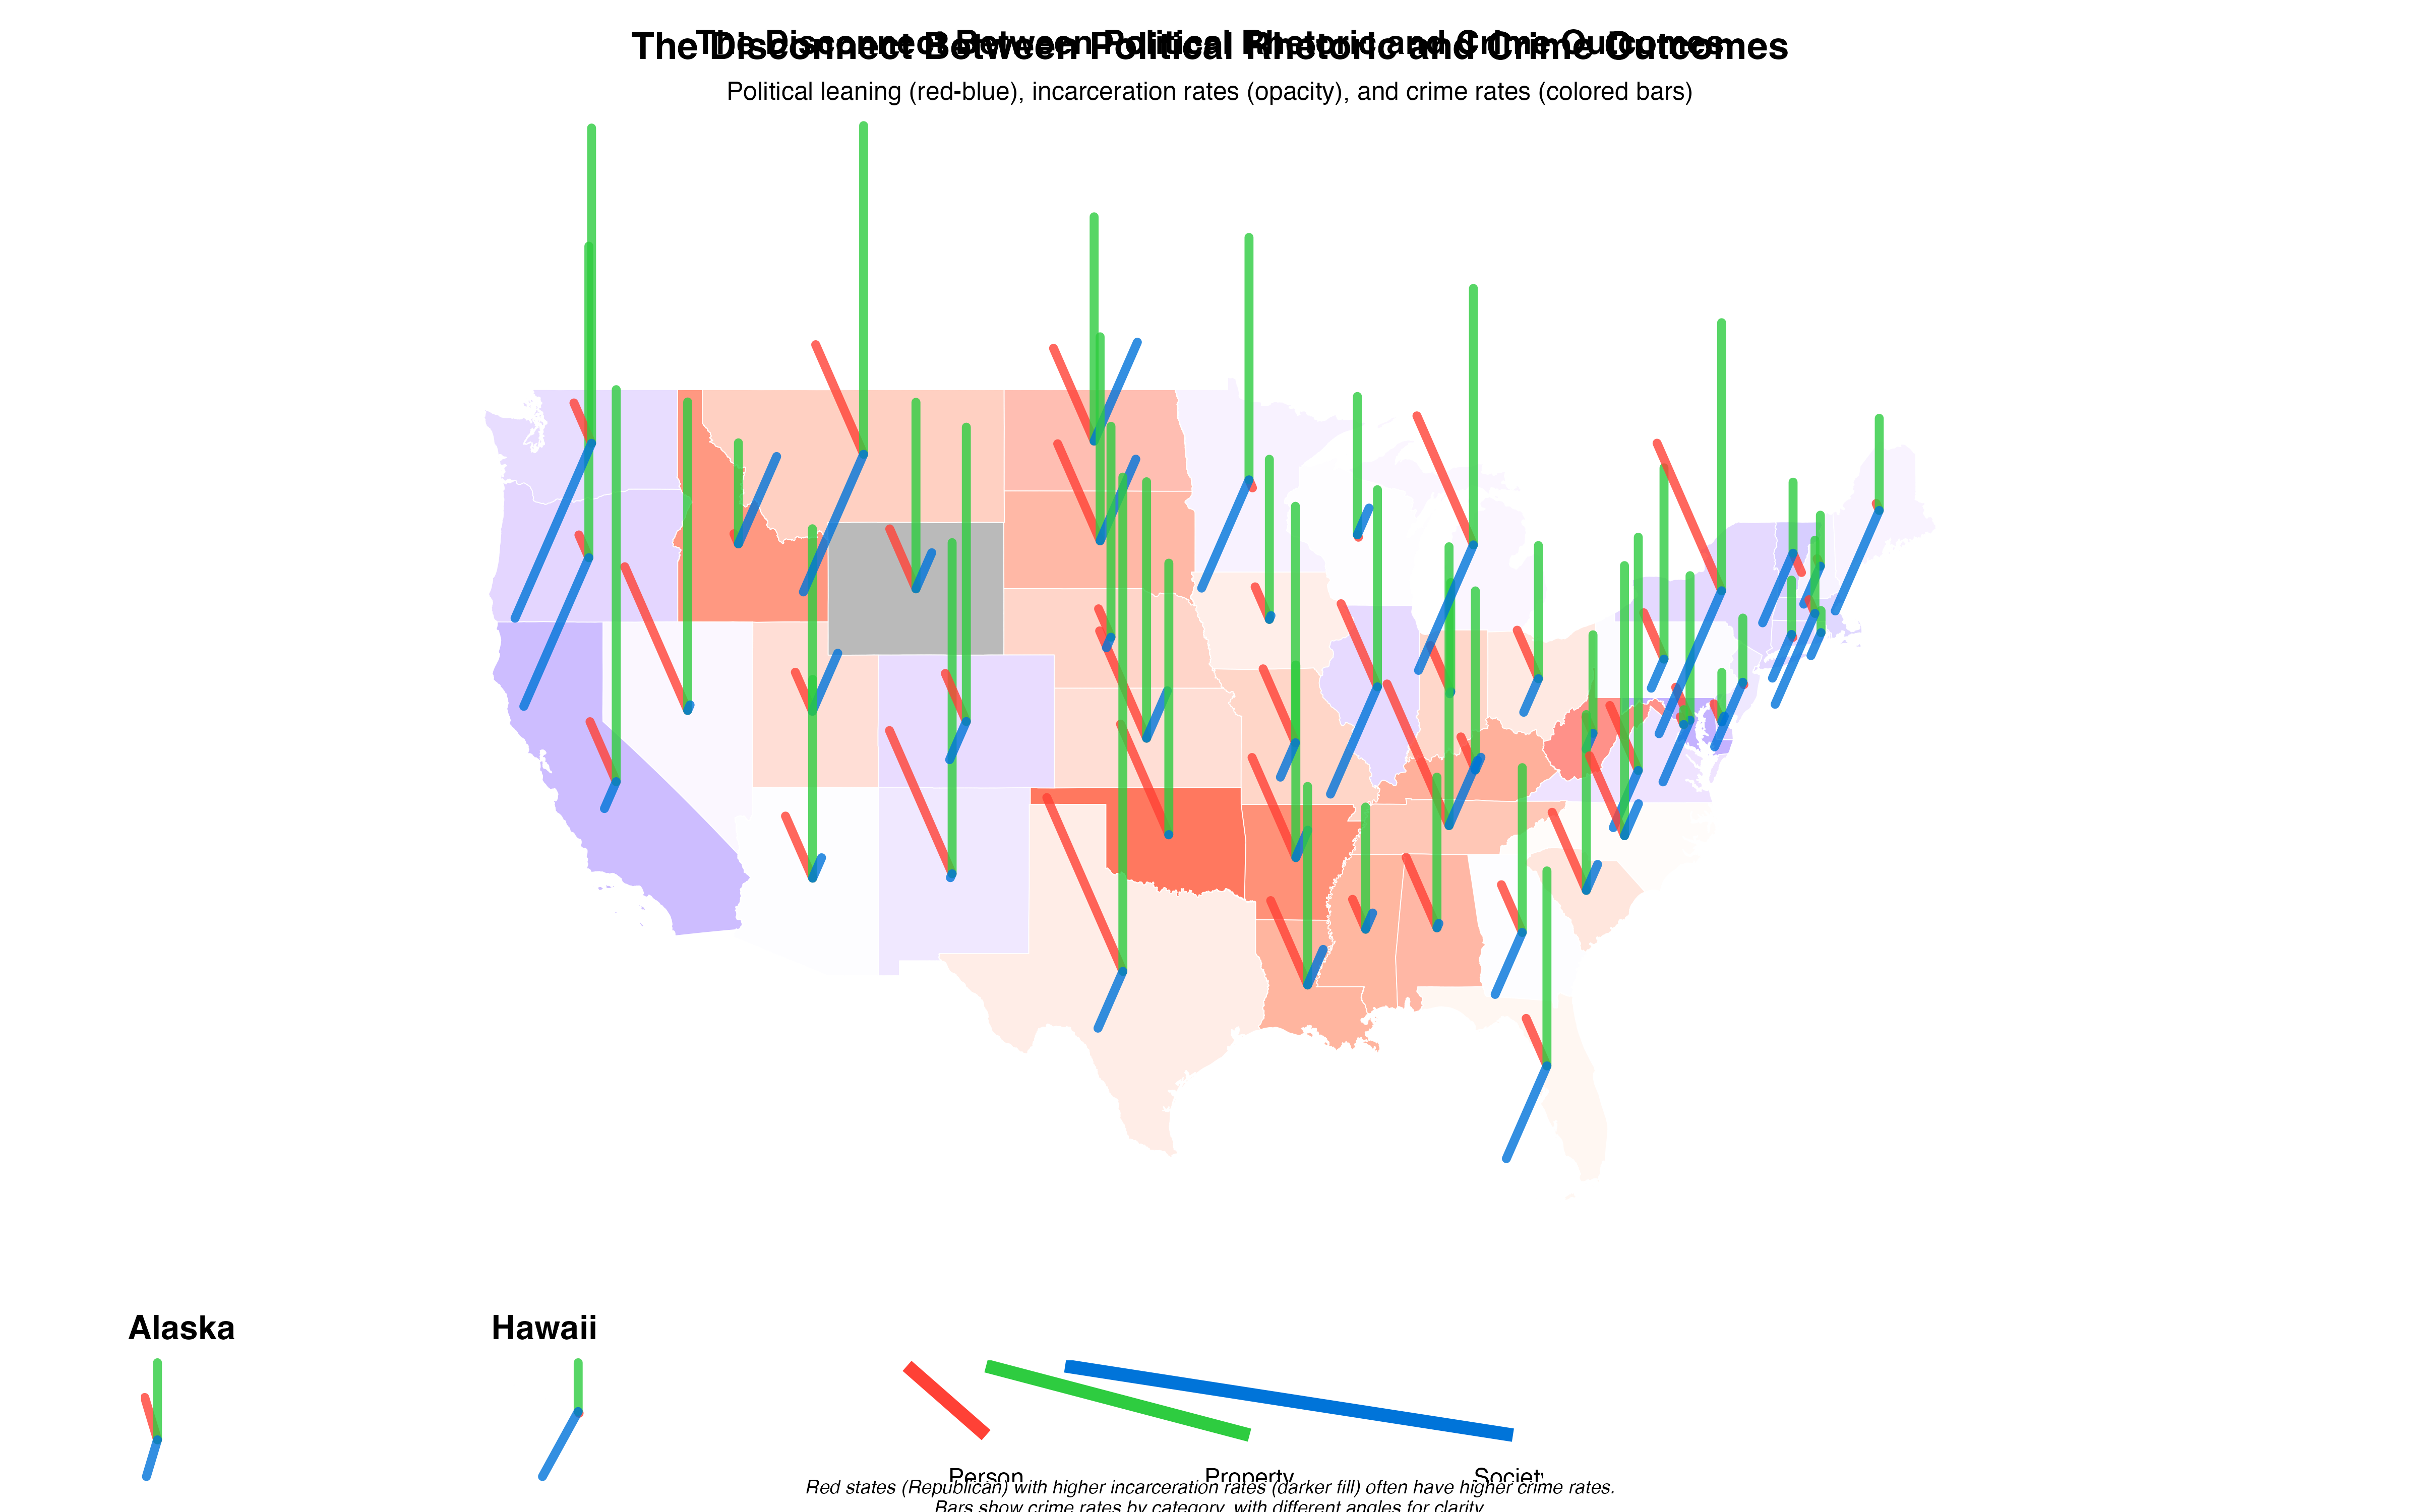 The Disconnect Between Political Rhetoric and Crime Outcomes
The Disconnect Between Political Rhetoric and Crime Outcomes
Political leaning (red-blue), incarceration rates (opacity), and crime rates (colored bars)
Alaska
Hawaii
Person
Property
Society
Red states (Republican) with higher incarceration rates (darker fill) often have higher crime rates.
Bars show crime rates by category, with different angles for clarity.